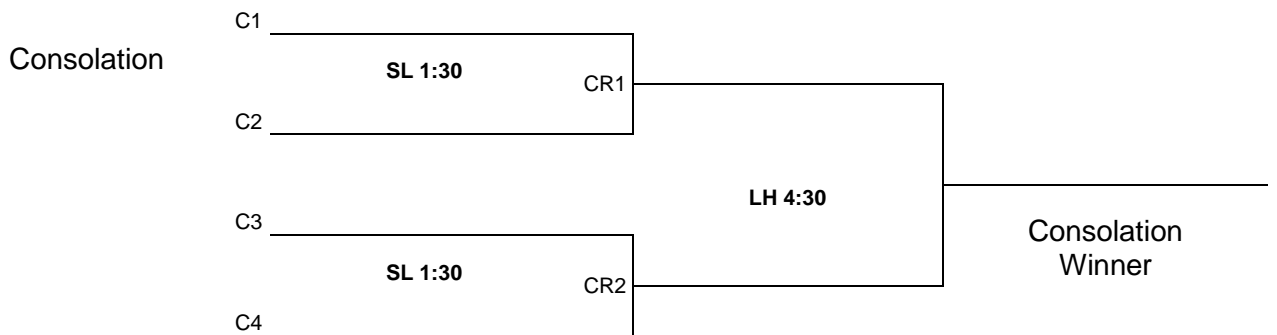 C1
Consolation
SL 1:30
CR1
C2
LH 4:30
C3
Consolation
Winner
SL 1:30
CR2
C4